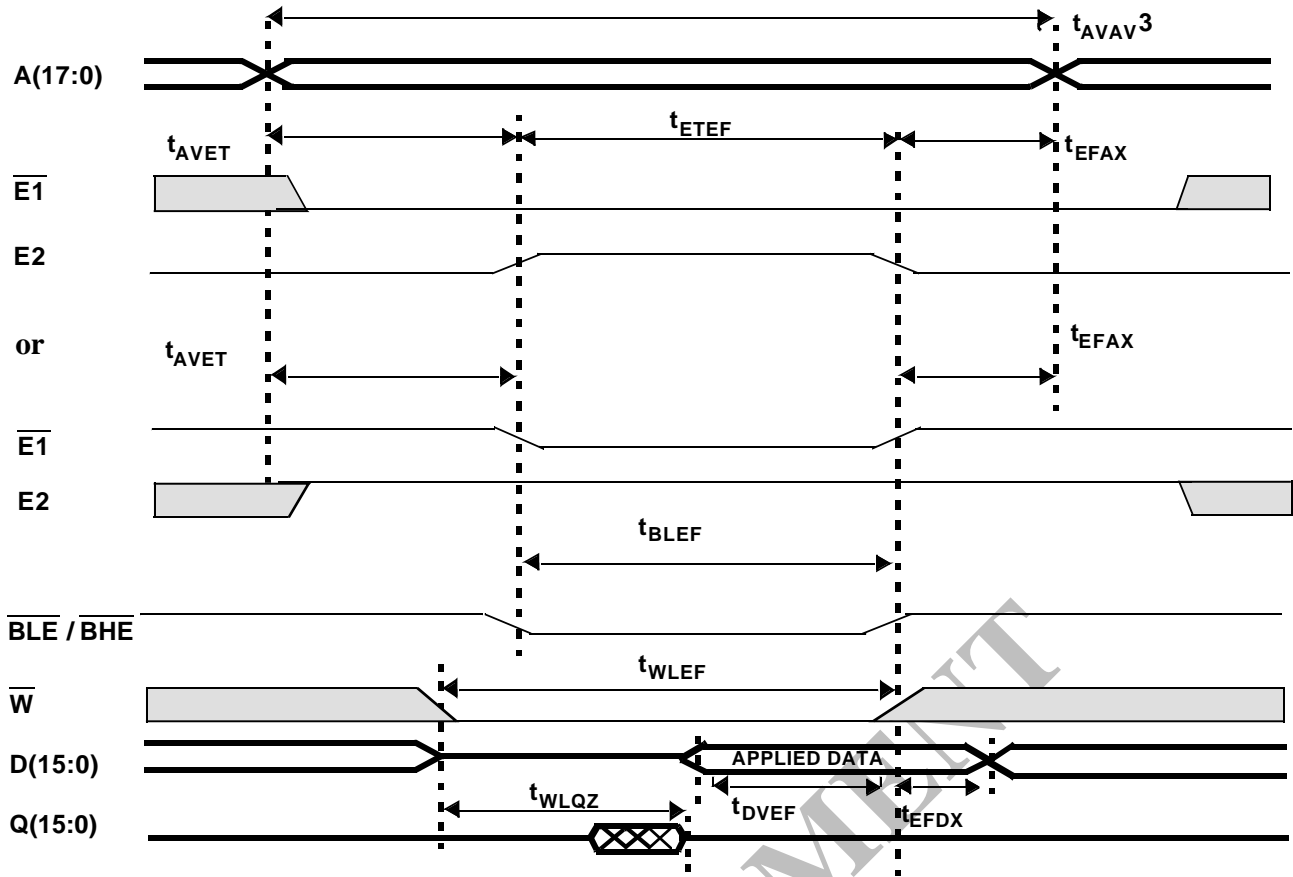 t_AVAV3
A(17:0)
t_ETEF
t_AVET
t_EFAX
E1
E2
or
t_AVET
t_EFAX
E1
E2
t_BLEF
BLE / BHE
t_WLEF
W
D(15:0)
APPLIED DATA
t_WLQZ
t_DVEF
t_EFDX
Q(15:0)
MENT